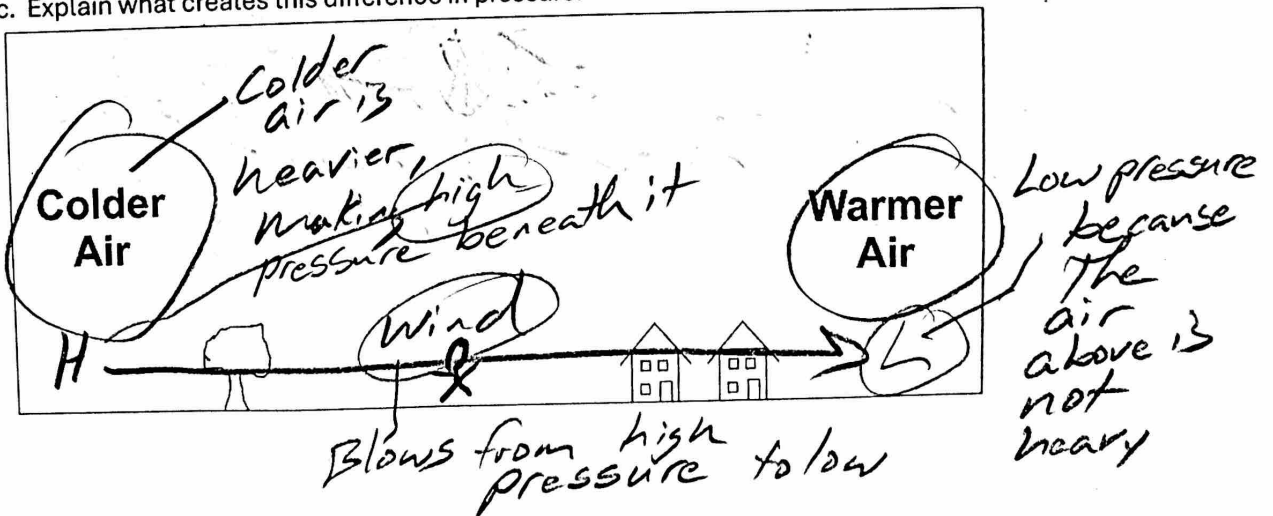 c. Explain what creates this difference in pressure.
Colder
air is
heavier,
making high
pressure beneath it
Colder
Air
Warmer
Air
Low pressure
because
The
air
above is
not
heavy
H
Wind
L
Blows from high
pressure to low